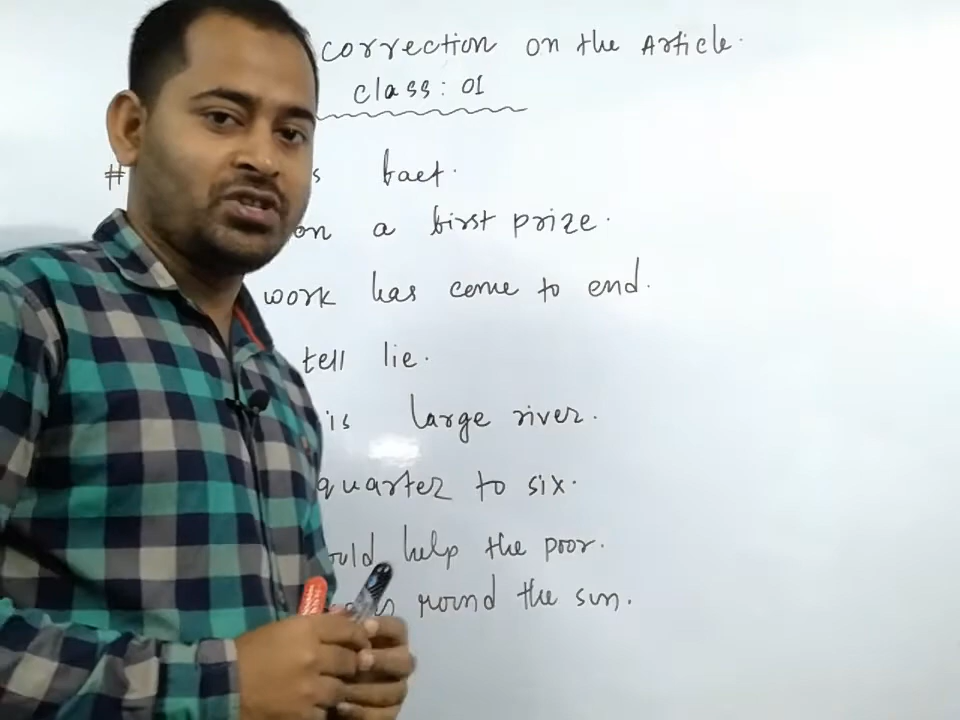 correction on the Article.
class: 01
# s fact.
on a first prize.
work has come to end.
tell lie.
is large river.
quarter to six.
ould help the poor.
round the sun.